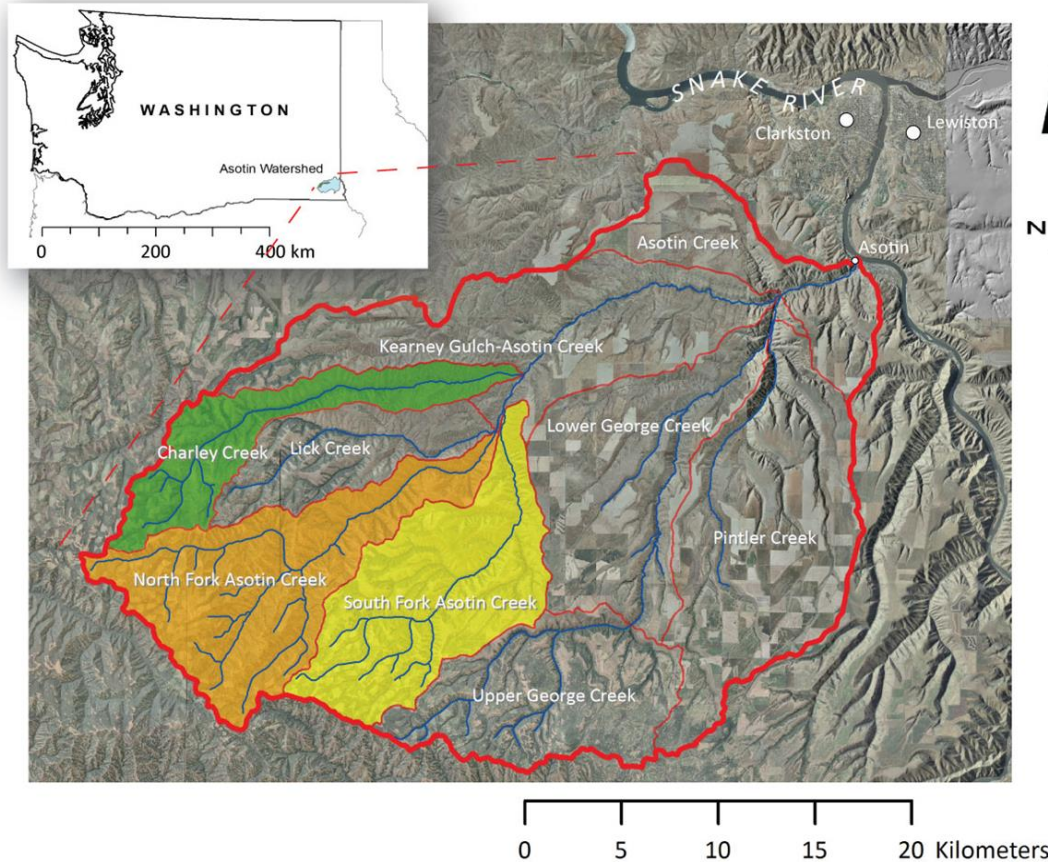 WASHINGTON
Asotin Watershed
0 200 400 km
SNAKE RIVER
Clarkston
Lewiston
Asotin
Asotin Creek
Kearney Gulch-Asotin Creek
Lower George Creek
Charley Creek
Lick Creek
Pintler Creek
North Fork Asotin Creek
South Fork Asotin Creek
Upper George Creek
N
0 5 10 15 20 Kilometers